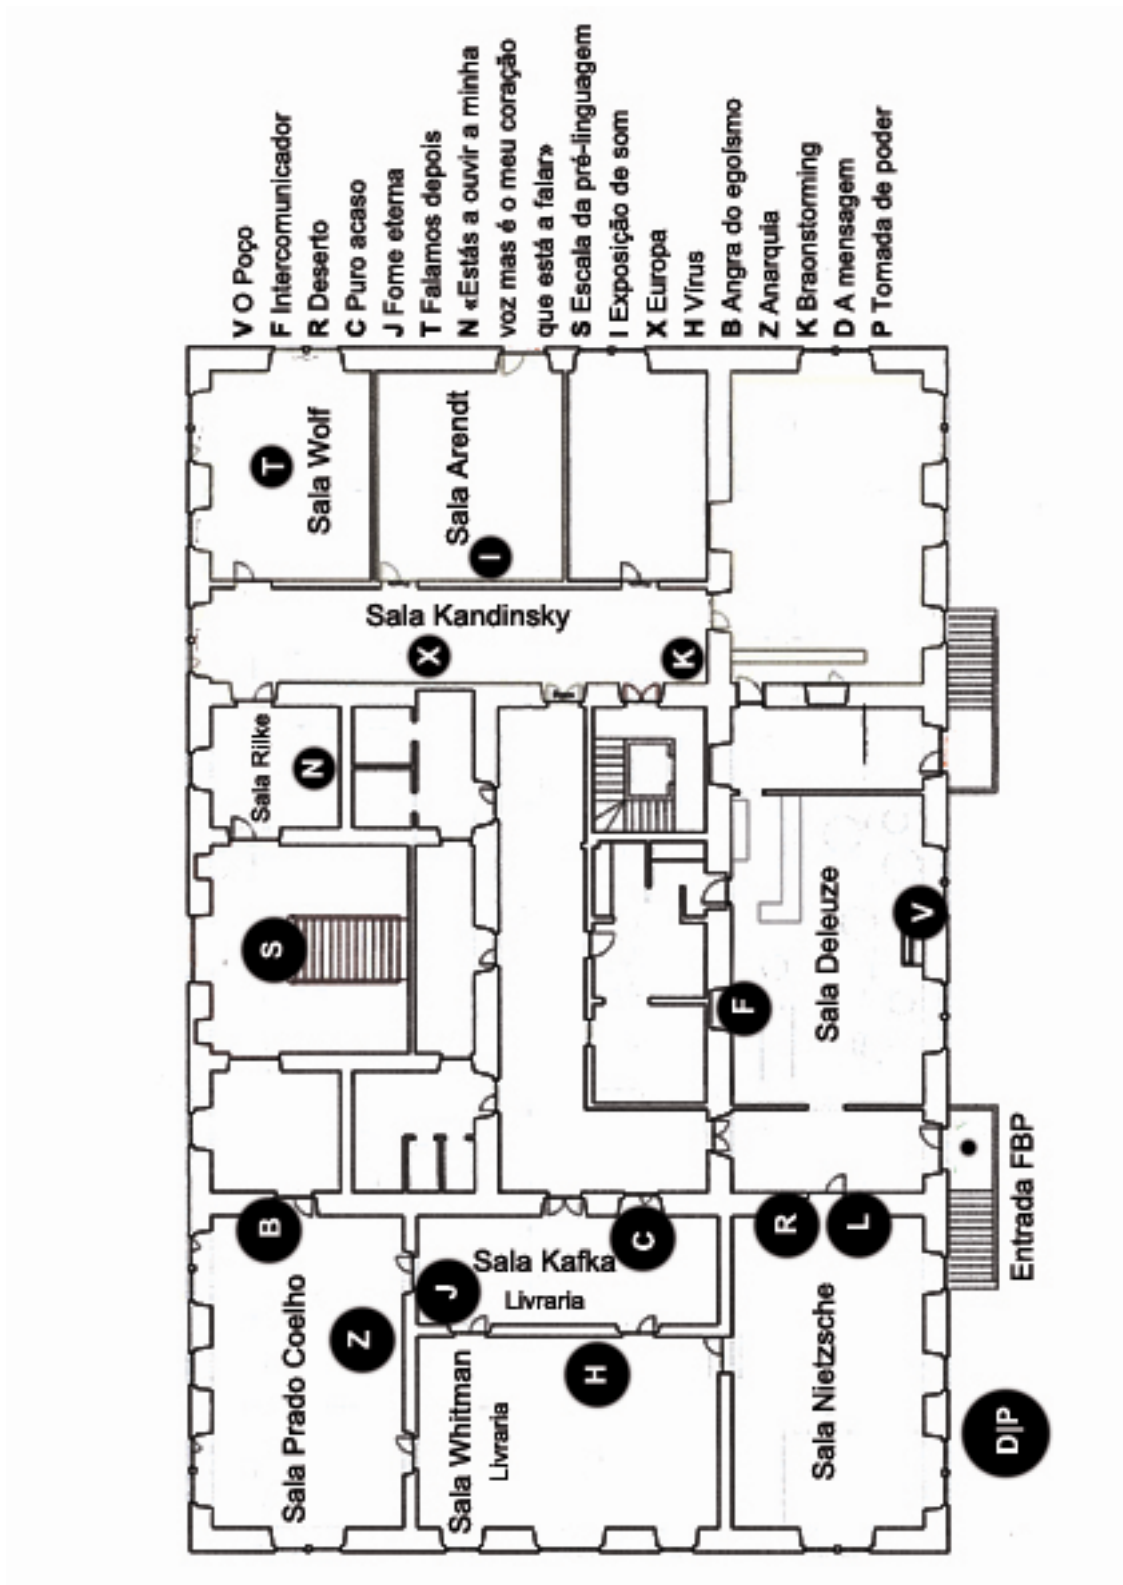 V O Poço
F Intercomunicador
R Deserto
C Puro acaso
J Fome eterna
T Falamos depois
N «Estás a ouvir a minha
voz mas é o meu coração
que está a falar»
S Escala da pré-linguagem
I Exposição de som
X Europa
H Vírus
B Angra do egoísmo
Z Anarquia
K Braonstorming
D A mensagem
P Tomada de poder
T
Sala Wolf
Sala Arendt
I
Sala Kandinsky
X
K
Sala Rilke
N
S
V
Sala Deleuze
F
B
Sala Prado Coelho
Z
J
Sala Kafka
Livraria
C
Sala Whitman
Livraria
H
R
L
Sala Nietzsche
Entrada FBP
D|P